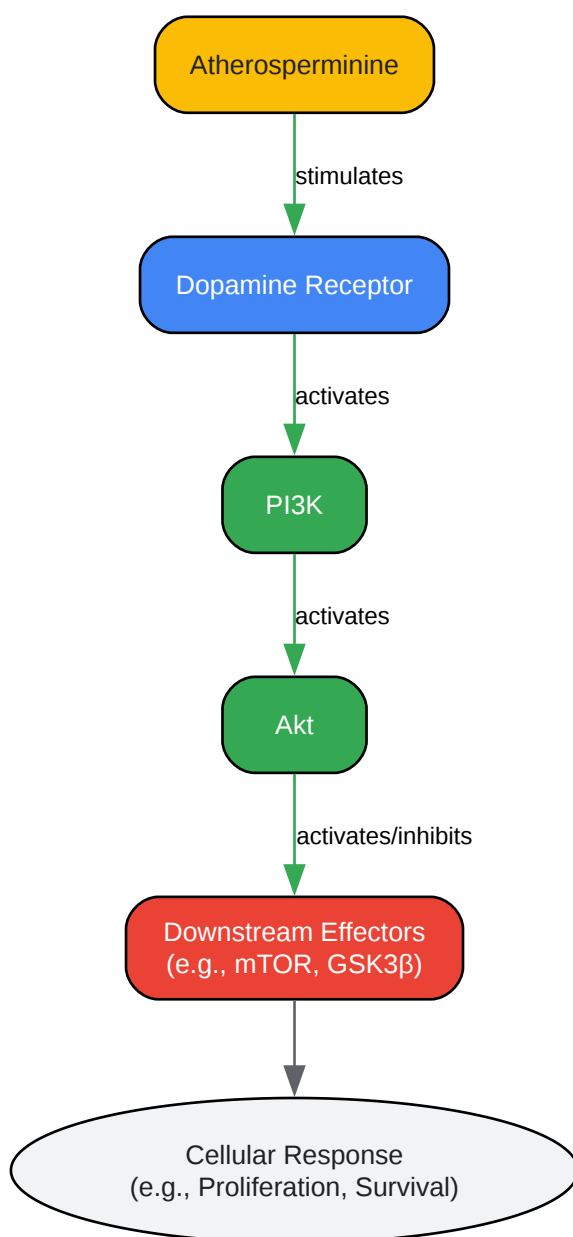 Atherosperminine
stimulates
Dopamine Receptor
activates
PI3K
activates
Akt
activates/inhibits
Downstream Effectors
(e.g., mTOR, GSK3β)
Cellular Response
(e.g., Proliferation, Survival)